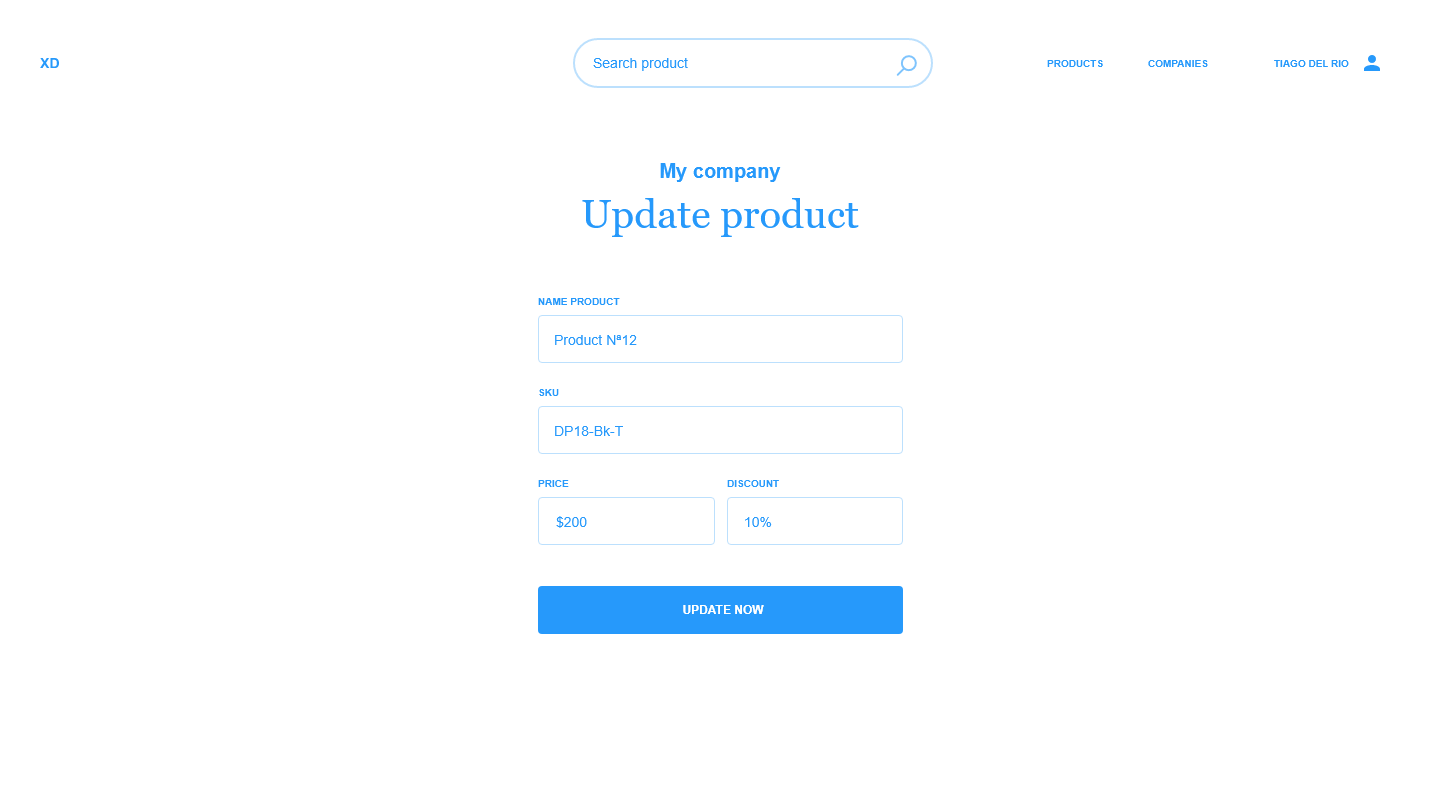 XD
Search product
PRODUCTS
COMPANIES
TIAGO DEL RIO
My company
Update product
NAME PRODUCT
Product Nª12
SKU
DP18-Bk-T
PRICE
DISCOUNT
$200
10%
UPDATE NOW